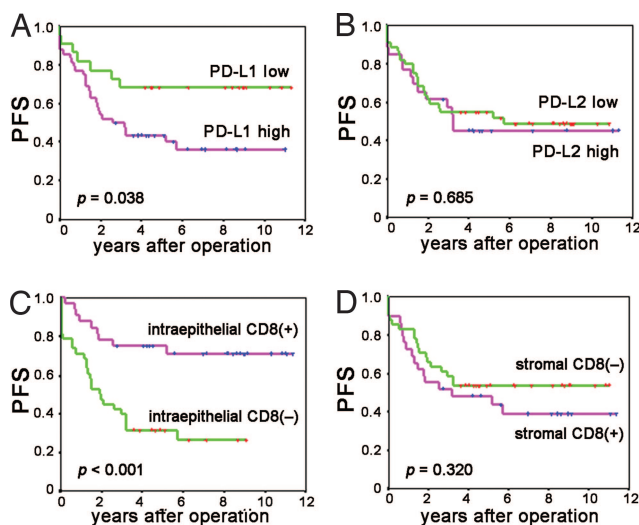 A
PFS
1.0
0.8
0.6
0.4
0.2
0
PD-L1 low
PD-L1 high
p = 0.038
0 2 4 6 8 10 12
years after operation
B
PFS
1.0
0.8
0.6
0.4
0.2
0
PD-L2 low
PD-L2 high
p = 0.685
0 2 4 6 8 10 12
years after operation
C
PFS
1.0
0.8
0.6
0.4
0.2
0
intraepithelial CD8(+)
intraepithelial CD8(–)
p < 0.001
0 2 4 6 8 10 12
years after operation
D
PFS
1.0
0.8
0.6
0.4
0.2
0
stromal CD8(–)
stromal CD8(+)
p = 0.320
0 2 4 6 8 10 12
years after operation